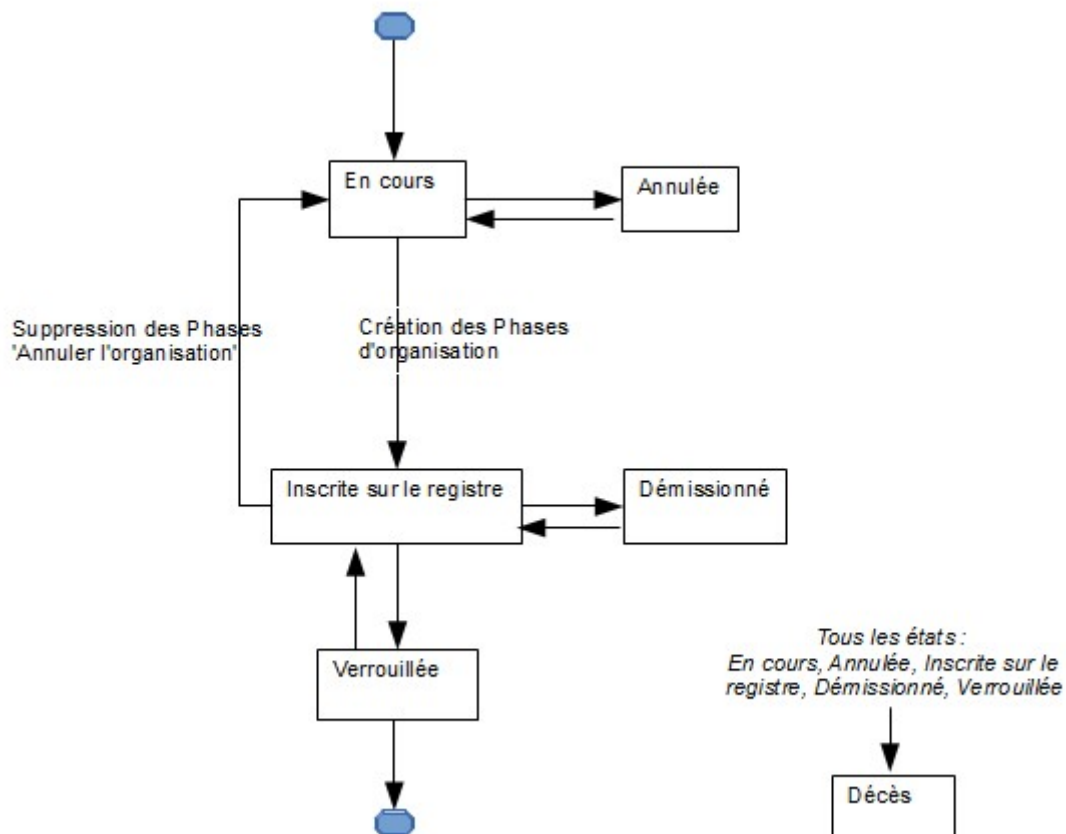 En cours
Annulée
Suppression des Phases
'Annuler l'organisation'
Création des Phases
d'organisation
Inscrite sur le registre
Démissionné
Verrouillée
Tous les états :
En cours, Annulée, Inscrite sur le
registre, Démissionné, Verrouillée
Décès